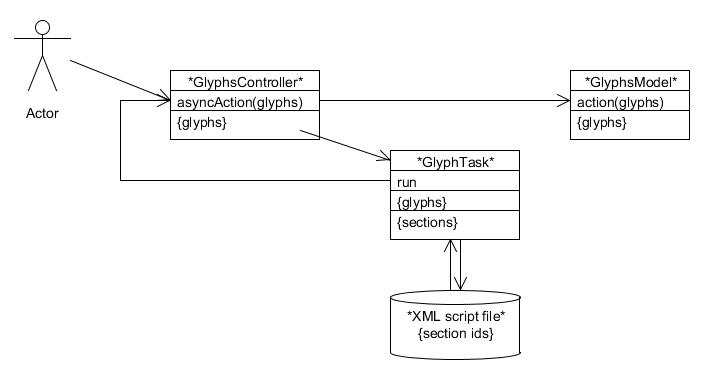 Actor
*GlyphsController*
asyncAction(glyphs)
{glyphs}
*GlyphsModel*
action(glyphs)
{glyphs}
*GlyphTask*
run
{glyphs}
{sections}
*XML script file*
{section ids}